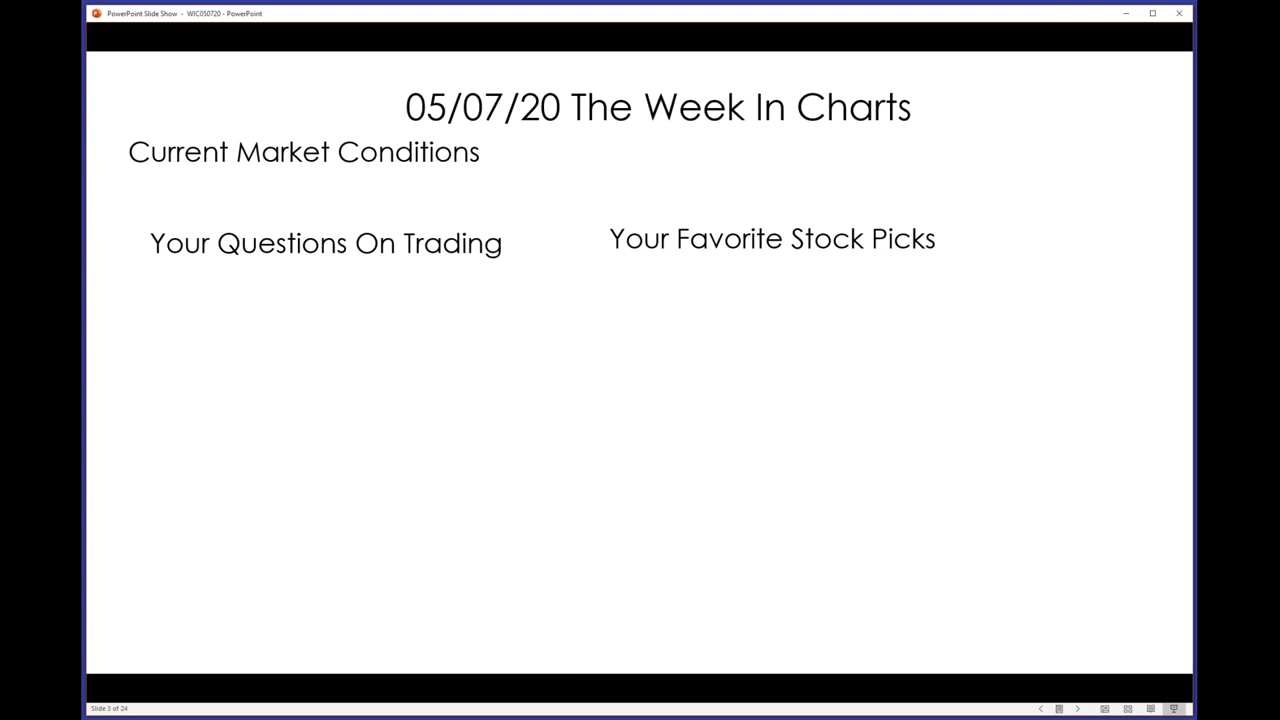 PowerPoint Slide Show - WIC050720 - PowerPoint
05/07/20 The Week In Charts
Current Market Conditions
Your Questions On Trading
Your Favorite Stock Picks
Slide 3 of 24